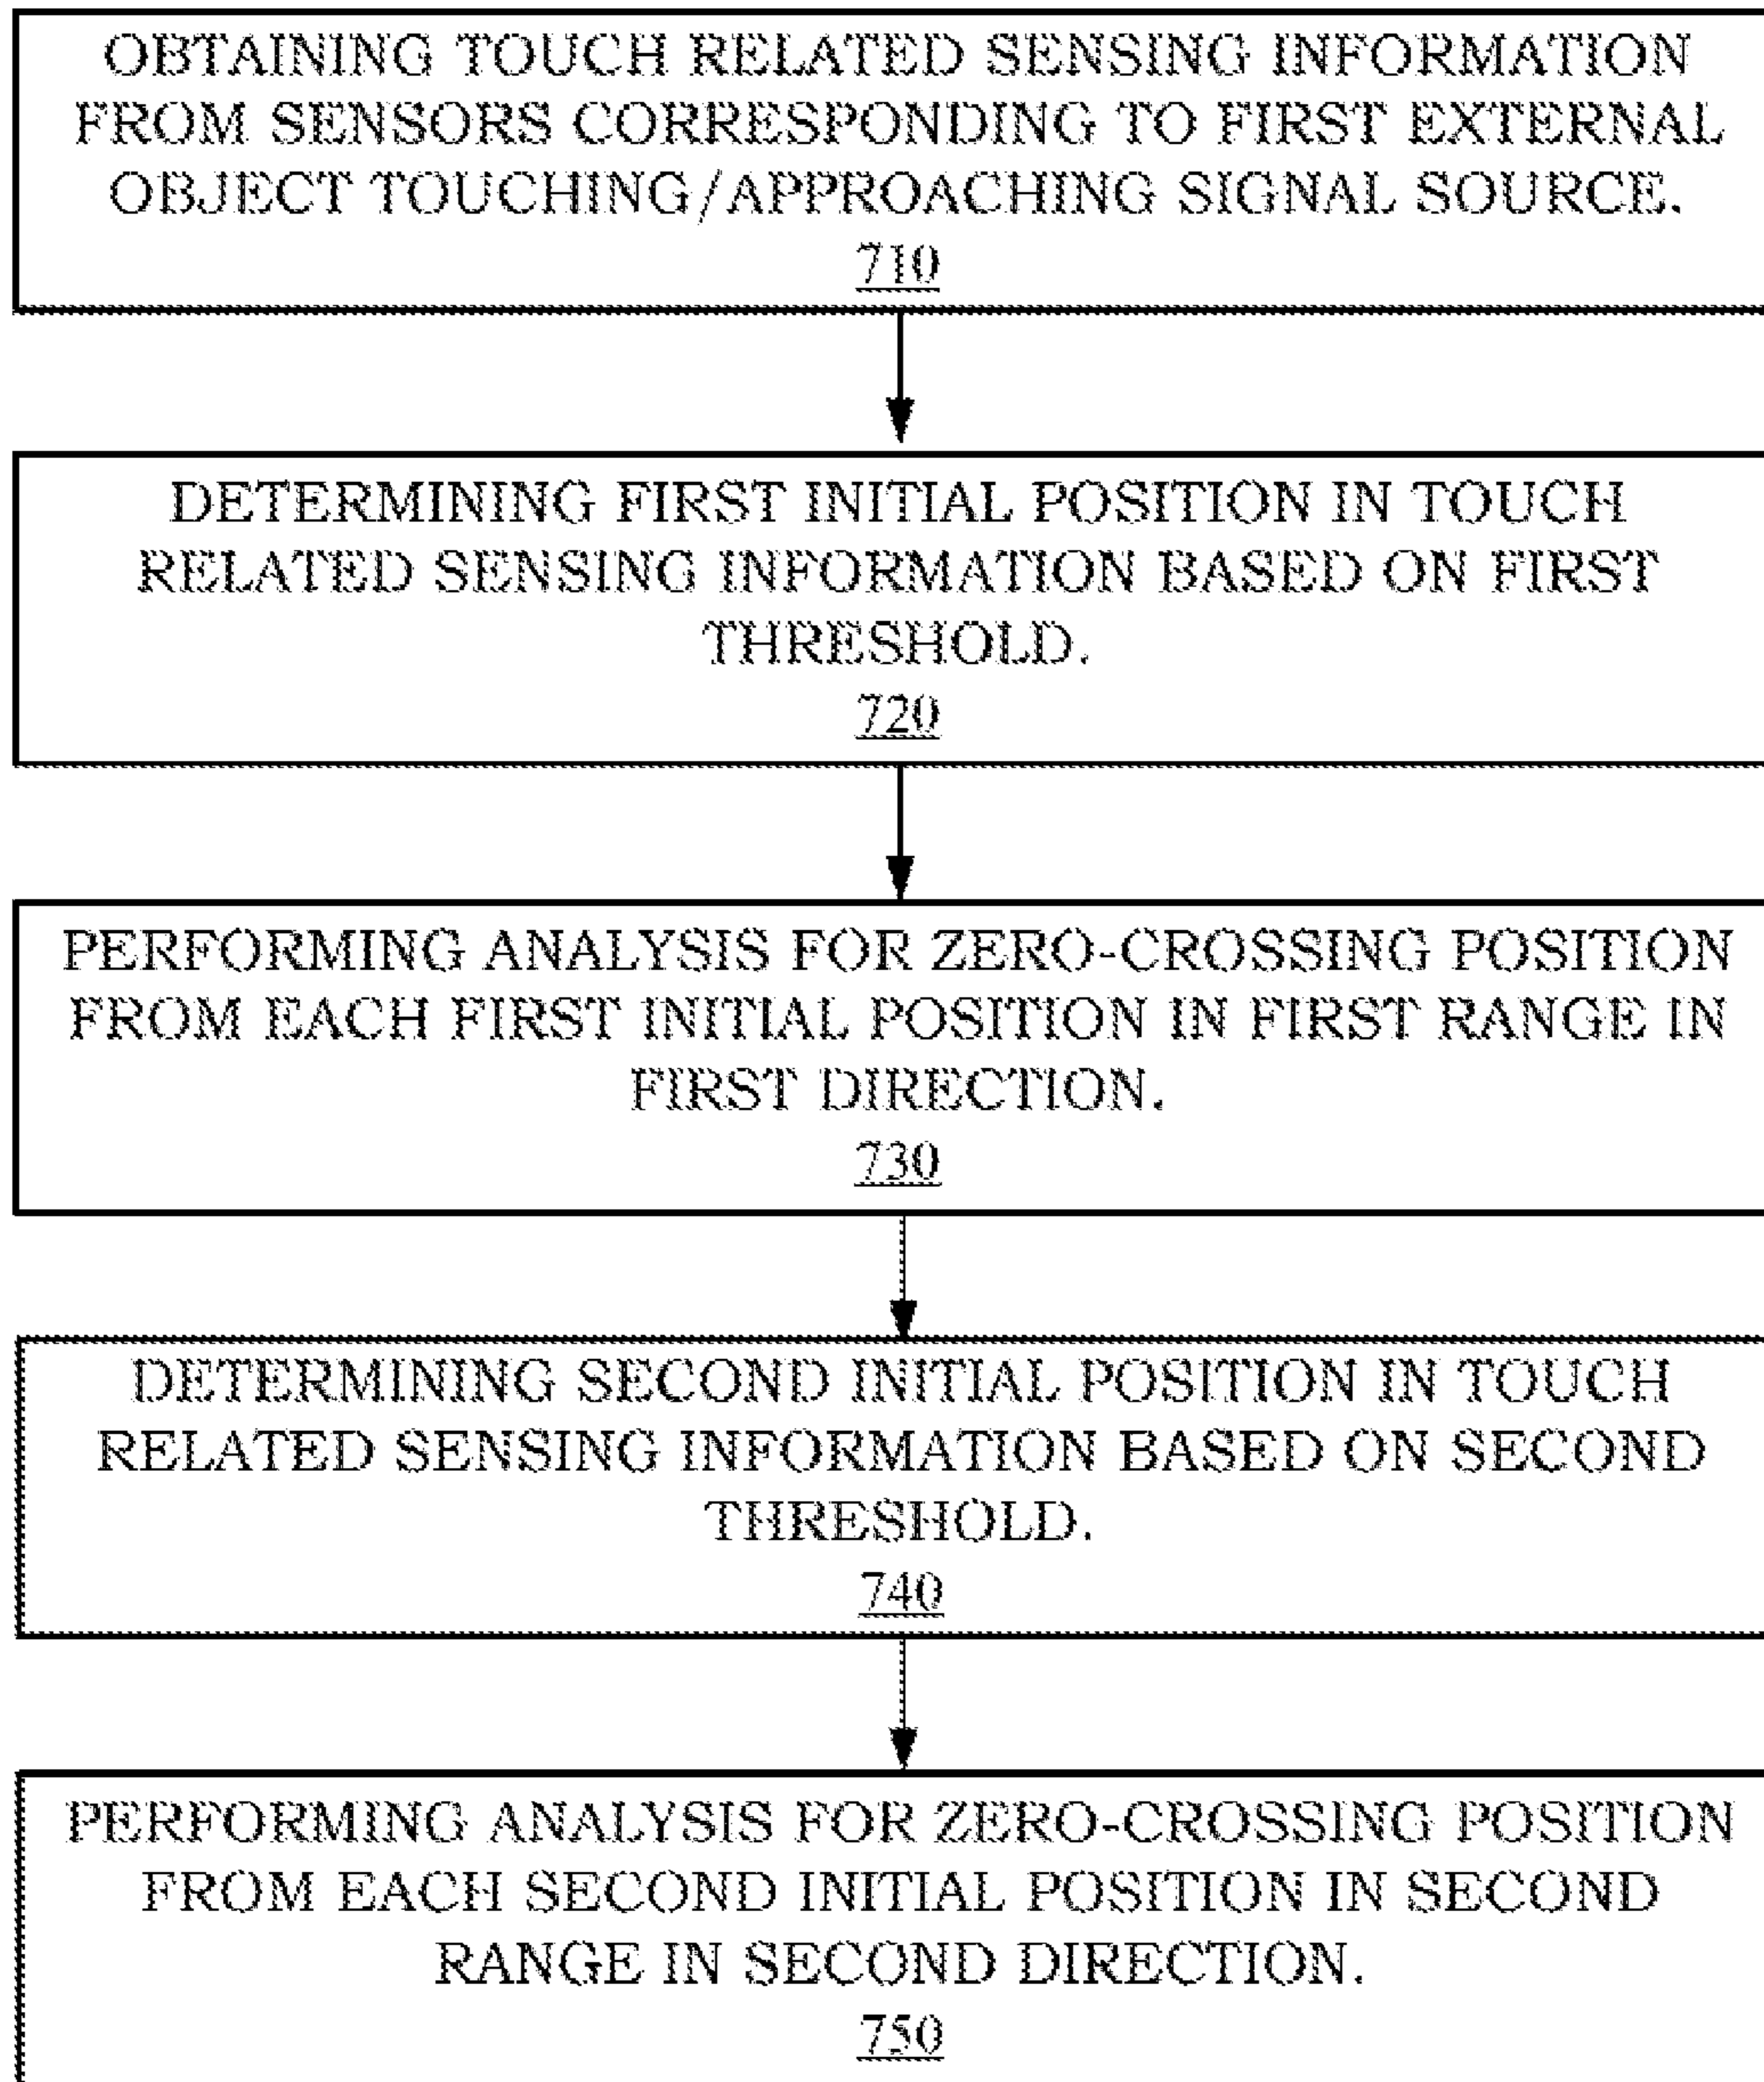 OBTAINING TOUCH RELATED SENSING INFORMATION
FROM SENSORS CORRESPONDING TO FIRST EXTERNAL
OBJECT TOUCHING/APPROACHING SIGNAL SOURCE.
710
DETERMINING FIRST INITIAL POSITION IN TOUCH
RELATED SENSING INFORMATION BASED ON FIRST
THRESHOLD.
720
PERFORMING ANALYSIS FOR ZERO-CROSSING POSITION
FROM EACH FIRST INITIAL POSITION IN FIRST RANGE IN
FIRST DIRECTION.
730
DETERMINING SECOND INITIAL POSITION IN TOUCH
RELATED SENSING INFORMATION BASED ON SECOND
THRESHOLD.
740
PERFORMING ANALYSIS FOR ZERO-CROSSING POSITION
FROM EACH SECOND INITIAL POSITION IN SECOND
RANGE IN SECOND DIRECTION.
750